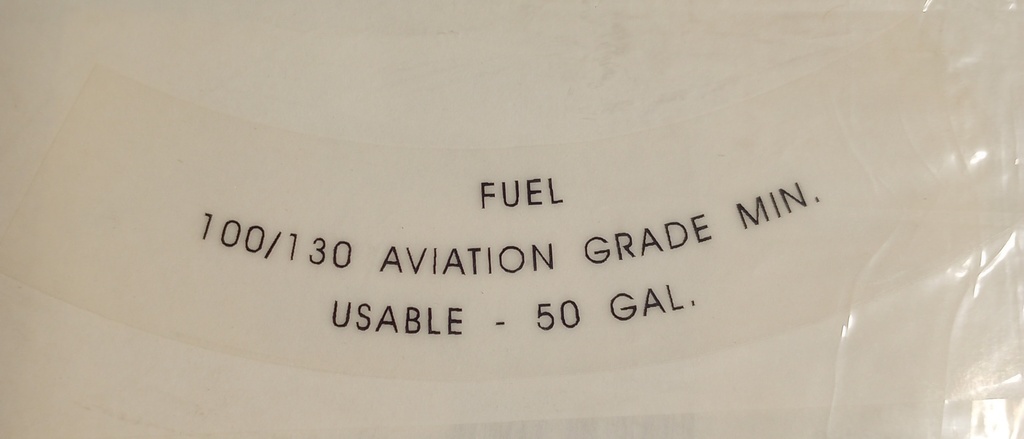 FUEL
100/130 AVIATION GRADE MIN.
USABLE - 50 GAL.